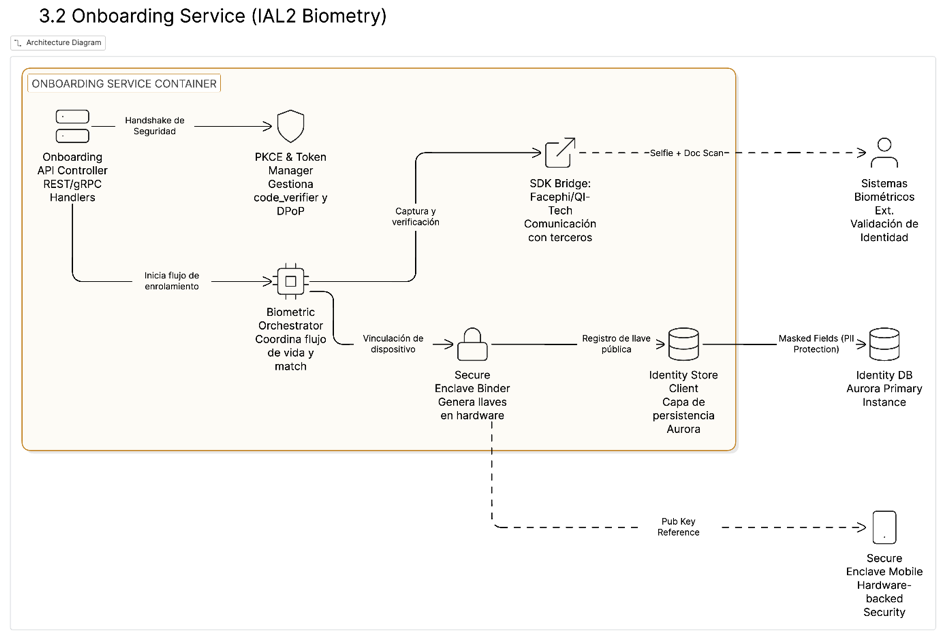 3.2 Onboarding Service (IAL2 Biometry)
Architecture Diagram
ONBOARDING SERVICE CONTAINER
Handshake de
Seguridad
Onboarding
API Controller
REST/gRPC
Handlers
PKCE & Token
Manager
Gestiona
code_verifier y
DPoP
Selfie + Doc Scan
SDK Bridge:
Facephi/QI-
Tech
Comunicación
con terceros
Sistemas
Biométricos
Ext.
Validación de
Identidad
Captura y
verificación
Inicia flujo de
enrolamiento
Biometric
Orchestrator
Coordina flujo
de vida y
match
Vinculación de
dispositivo
Registro de llave
pública
Masked Fields (PII
Protection)
Secure
Enclave Binder
Genera llaves
en hardware
Identity Store
Client
Capa de
persistencia
Aurora
Identity DB
Aurora Primary
Instance
Pub Key
Reference
Secure
Enclave Mobile
Hardware-
backed
Security